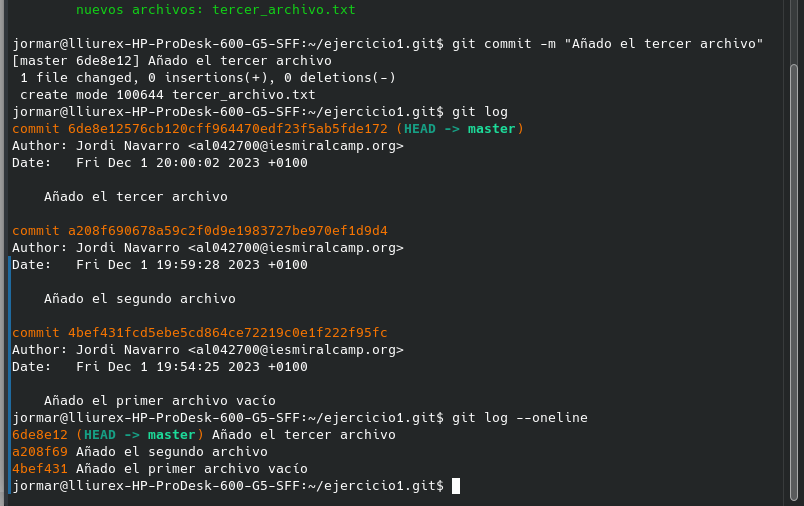 nuevos archivos: tercer_archivo.txt
jormar@lliurex-HP-ProDesk-600-G5-SFF:~/ejercicio1.git$ git commit -m "Añado el tercer archivo"
[master 6de8e12] Añado el tercer archivo
1 file changed, 0 insertions(+), 0 deletions(-)
create mode 100644 tercer_archivo.txt
jormar@lliurex-HP-ProDesk-600-G5-SFF:~/ejercicio1.git$ git log
commit 6de8e12576cb120cff964470edf23f5ab5fde172 (HEAD -> master)
Author: Jordi Navarro <al042700@iesmiralcamp.org>
Date:   Fri Dec 1 20:00:02 2023 +0100
Añado el tercer archivo
commit a208f690678a59c2f0d9e1983727be970ef1d9d4
Author: Jordi Navarro <al042700@iesmiralcamp.org>
Date:   Fri Dec 1 19:59:28 2023 +0100
Añado el segundo archivo
commit 4bef431fcd5ebe5cd864ce72219c0e1f222f95fc
Author: Jordi Navarro <al042700@iesmiralcamp.org>
Date:   Fri Dec 1 19:54:25 2023 +0100
Añado el primer archivo vacío
jormar@lliurex-HP-ProDesk-600-G5-SFF:~/ejercicio1.git$ git log --oneline
6de8e12 (HEAD -> master) Añado el tercer archivo
a208f69 Añado el segundo archivo
4bef431 Añado el primer archivo vacío
jormar@lliurex-HP-ProDesk-600-G5-SFF:~/ejercicio1.git$